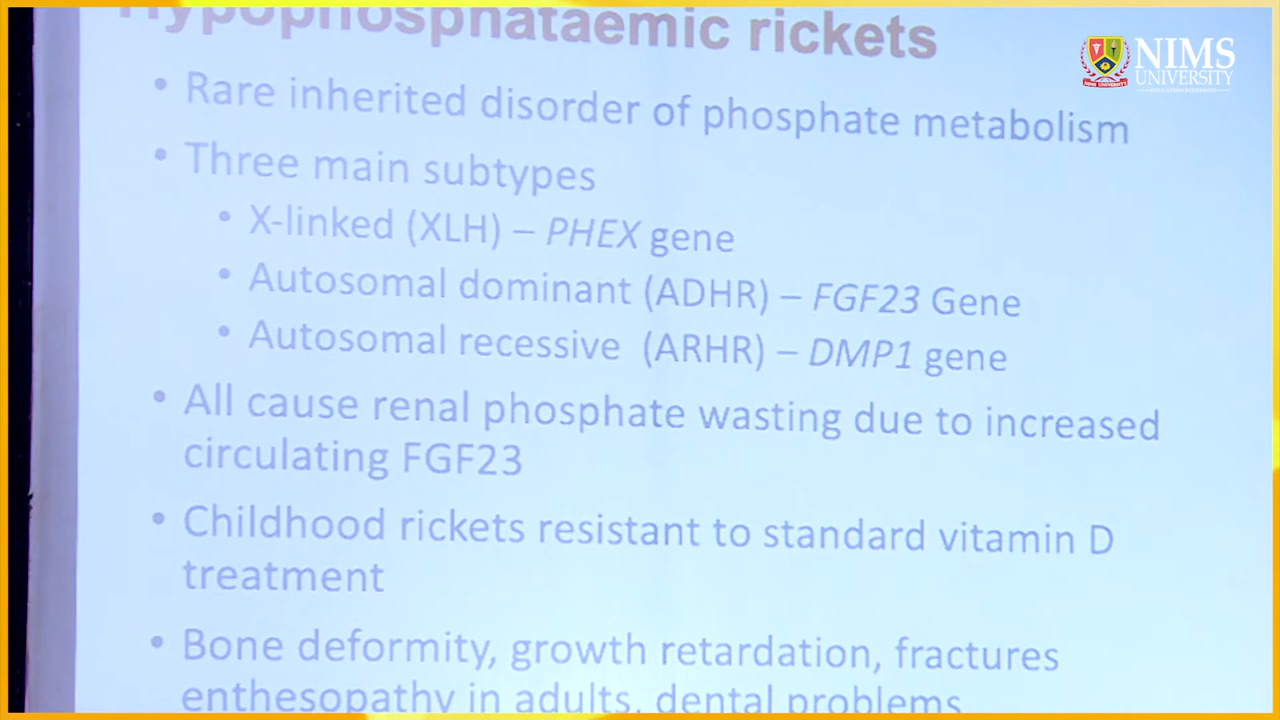 Hypophosphataemic rickets
NIMS
UNIVERSITY
• Rare inherited disorder of phosphate metabolism
• Three main subtypes
• X-linked (XLH) – PHEX gene
• Autosomal dominant (ADHR) – FGF23 Gene
• Autosomal recessive (ARHR) – DMP1 gene
• All cause renal phosphate wasting due to increased
circulating FGF23
• Childhood rickets resistant to standard vitamin D
treatment
• Bone deformity, growth retardation, fractures
enthesopathy in adults, dental problems